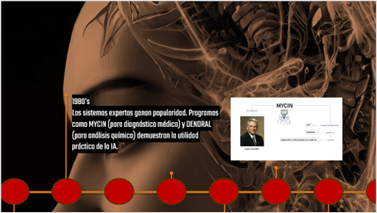 1980's
Los sistemas expertos ganan popularidad. Programas
como MYCIN (para diagnóstico médico) y DENDRAL
(para análisis química) demuestran la utilidad
práctica de la IA.
MYCIN